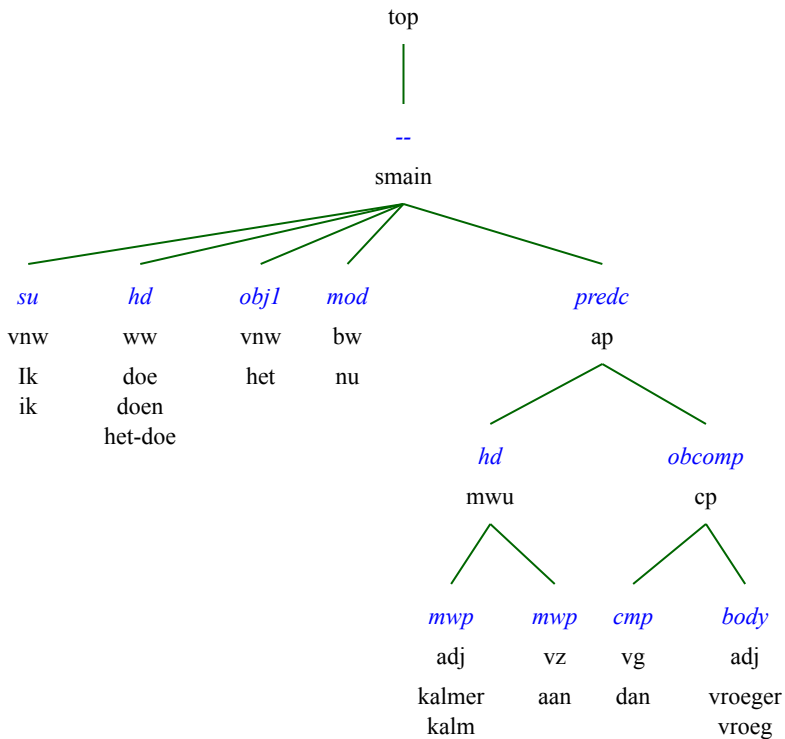 top
--
smain
su hd obj1 mod predc
vnw ww vnw bw ap
Ik doe het nu
ik doen
het-doe
hd obcomp
mwu cp
mwp mwp cmp body
adj vz vg adj
kalmer aan dan vroeger
kalm vroeg